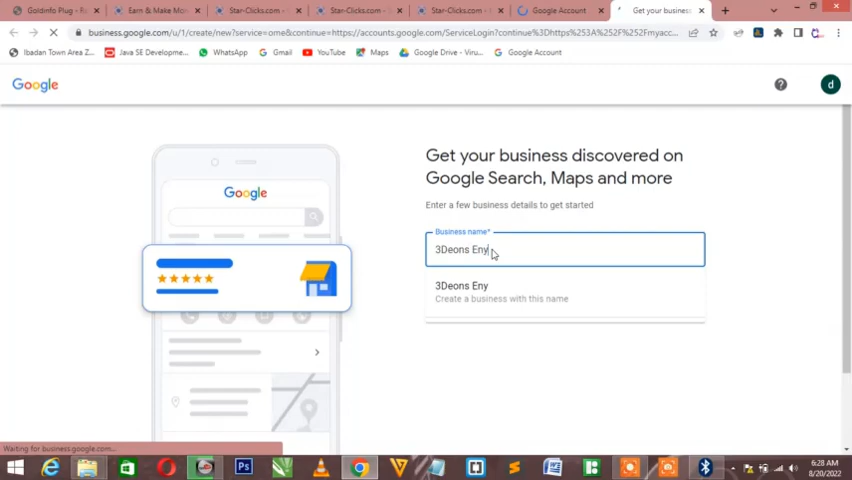 Goldinfo Plug - P
Earn & Make Mo
Star-Clicks.com -
Star-Clicks.com -
Star-Clicks.com -
Google Account
Get your busines
business.google.com/u/1/create/new?service=ome&continue=https://accounts.google.com/ServiceLogin?continue%3Dhttps%253A%252F%252Fmyacc...
Ibadan Town Area Z...
Java SE Developme...
WhatsApp
Gmail
YouTube
Maps
Google Drive - Viru...
Google Account
Google
d
Get your business discovered on
Google Search, Maps and more
Enter a few business details to get started
Business name*
3Deons Eny
3Deons Eny
Create a business with this name
Google
Waiting for business.google.com...
6:28 AM
8/20/2022